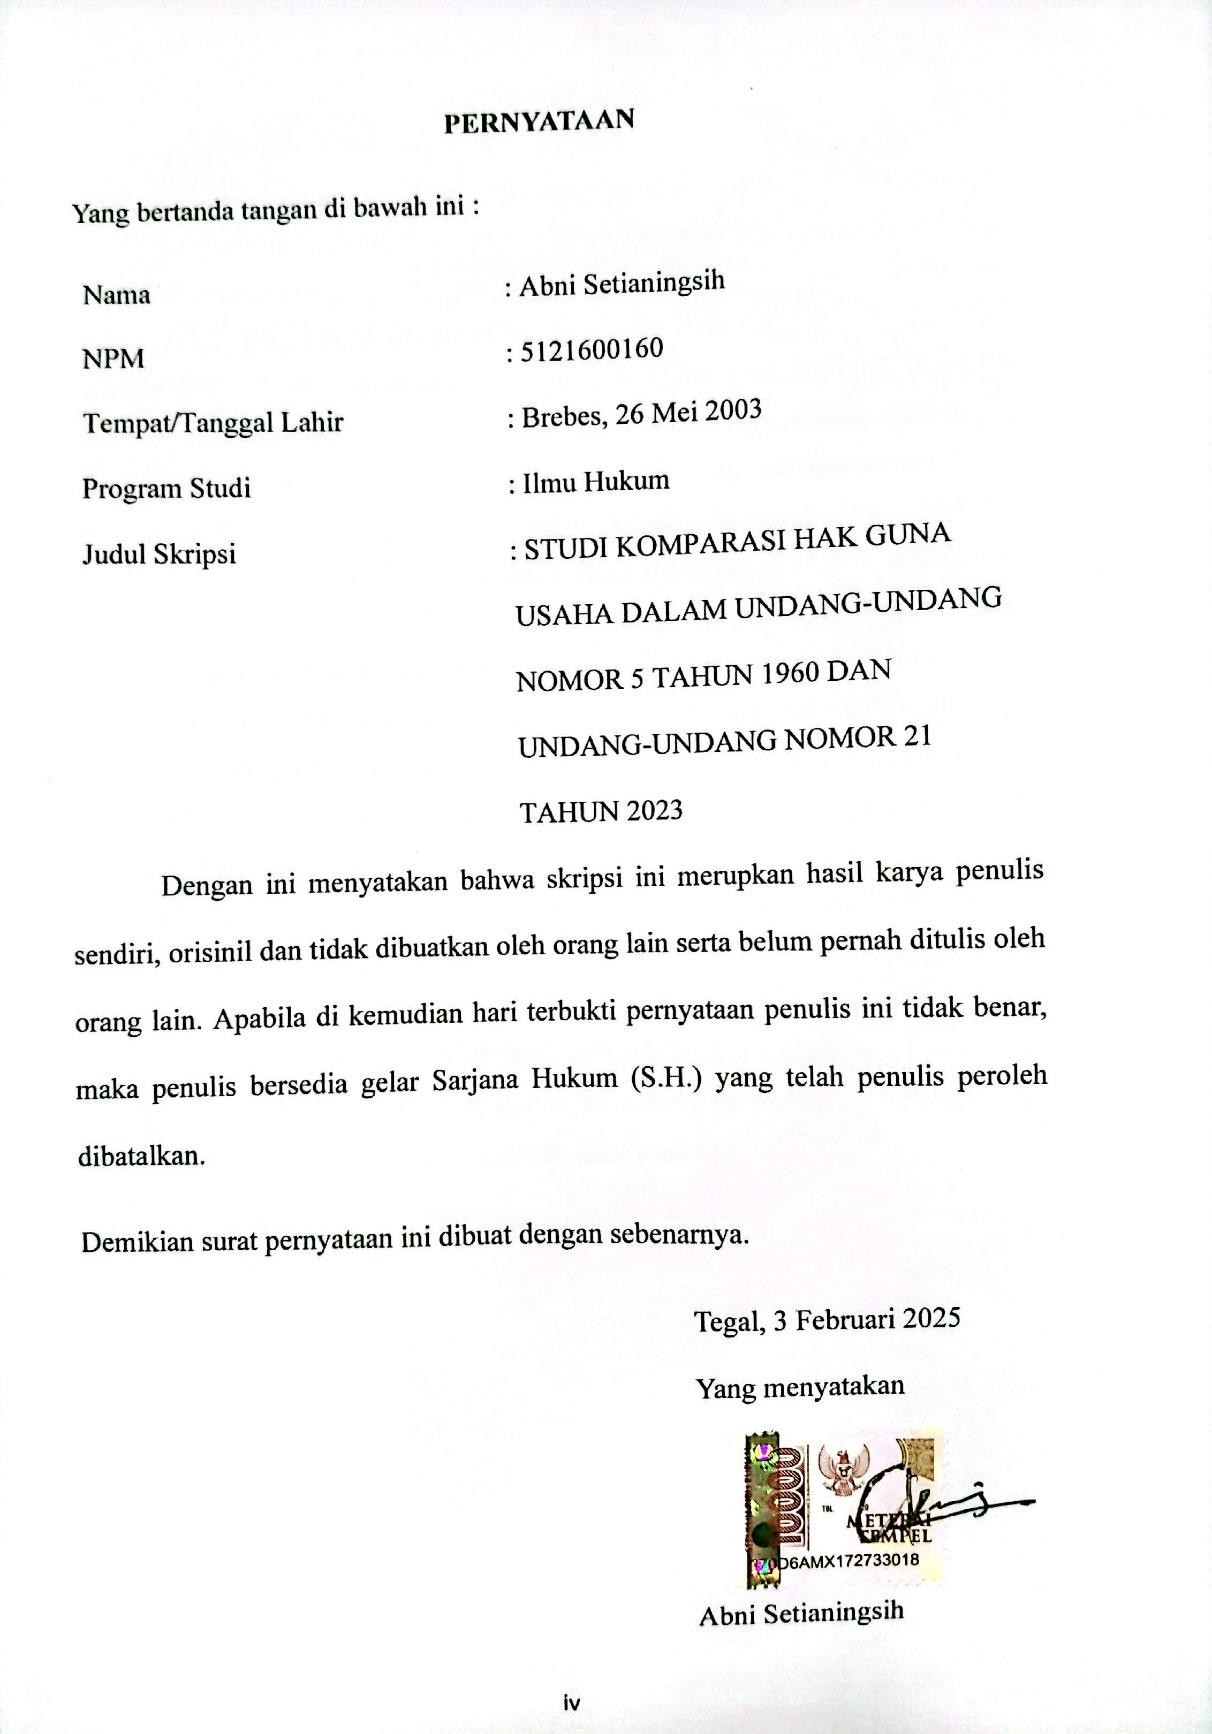 PERNYATAAN
Yang bertanda tangan di bawah ini :
Nama : Abni Setianingsih
NPM : 5121600160
Tempat/Tanggal Lahir : Brebes, 26 Mei 2003
Program Studi : Ilmu Hukum
Judul Skripsi : STUDI KOMPARASI HAK GUNA
USAHA DALAM UNDANG-UNDANG
NOMOR 5 TAHUN 1960 DAN
UNDANG-UNDANG NOMOR 21
TAHUN 2023
Dengan ini menyatakan bahwa skripsi ini merupkan hasil karya penulis
sendiri, orisinil dan tidak dibuatkan oleh orang lain serta belum pernah ditulis oleh
orang lain. Apabila di kemudian hari terbukti pernyataan penulis ini tidak benar,
maka penulis bersedia gelar Sarjana Hukum (S.H.) yang telah penulis peroleh
dibatalkan.
Demikian surat pernyataan ini dibuat dengan sebenarnya.
Tegal, 3 Februari 2025
Yang menyatakan
10000
METERAI
TEMPEL
D6AMX172733018
Abni Setianingsih
iv